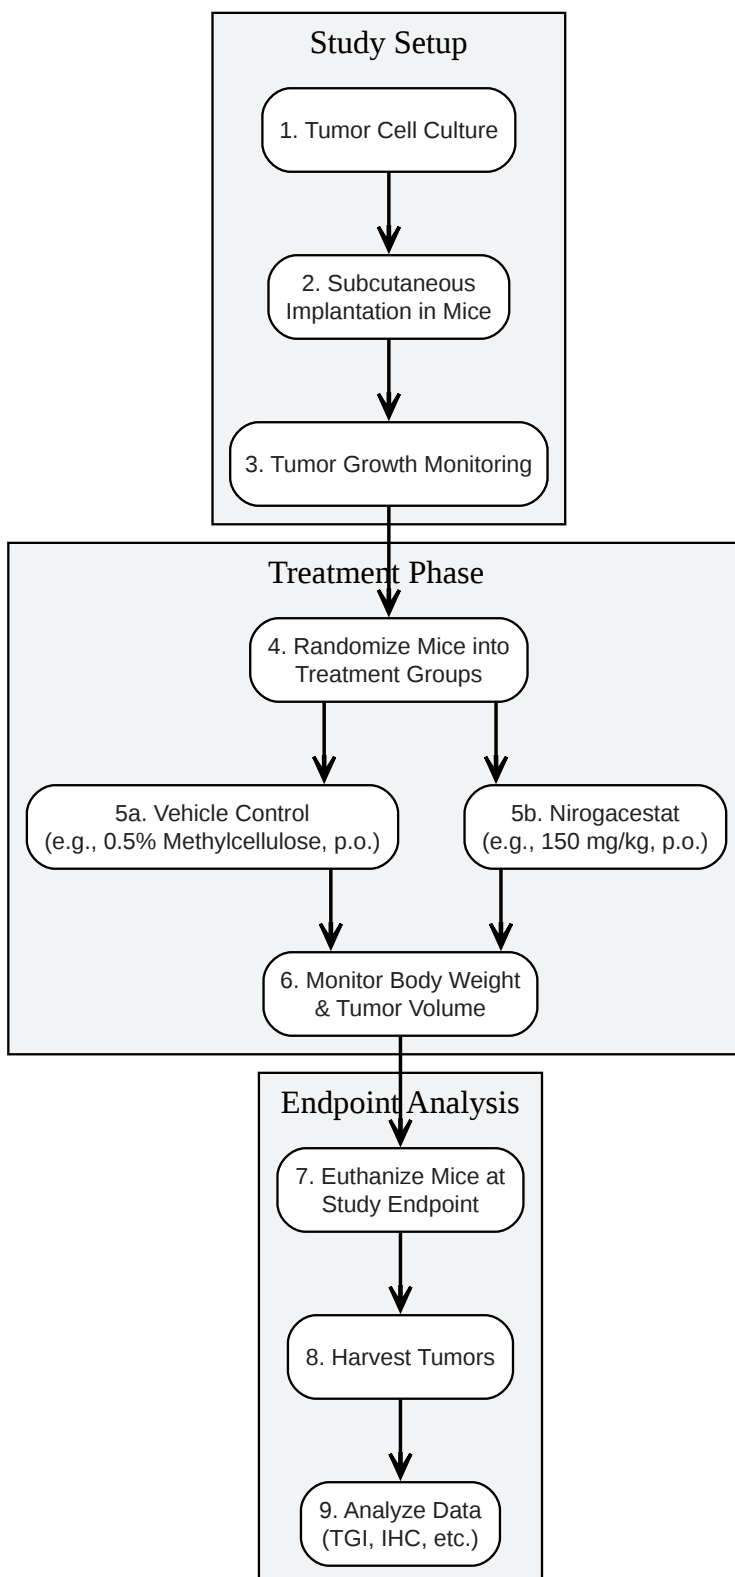 Study Setup
1. Tumor Cell Culture
2. Subcutaneous
Implantation in Mice
3. Tumor Growth Monitoring
Treatment Phase
4. Randomize Mice into
Treatment Groups
5a. Vehicle Control
(e.g., 0.5% Methylcellulose, p.o.)
5b. Nirogacestat
(e.g., 150 mg/kg, p.o.)
6. Monitor Body Weight
& Tumor Volume
Endpoint Analysis
7. Euthanize Mice at
Study Endpoint
8. Harvest Tumors
9. Analyze Data
(TGI, IHC, etc.)